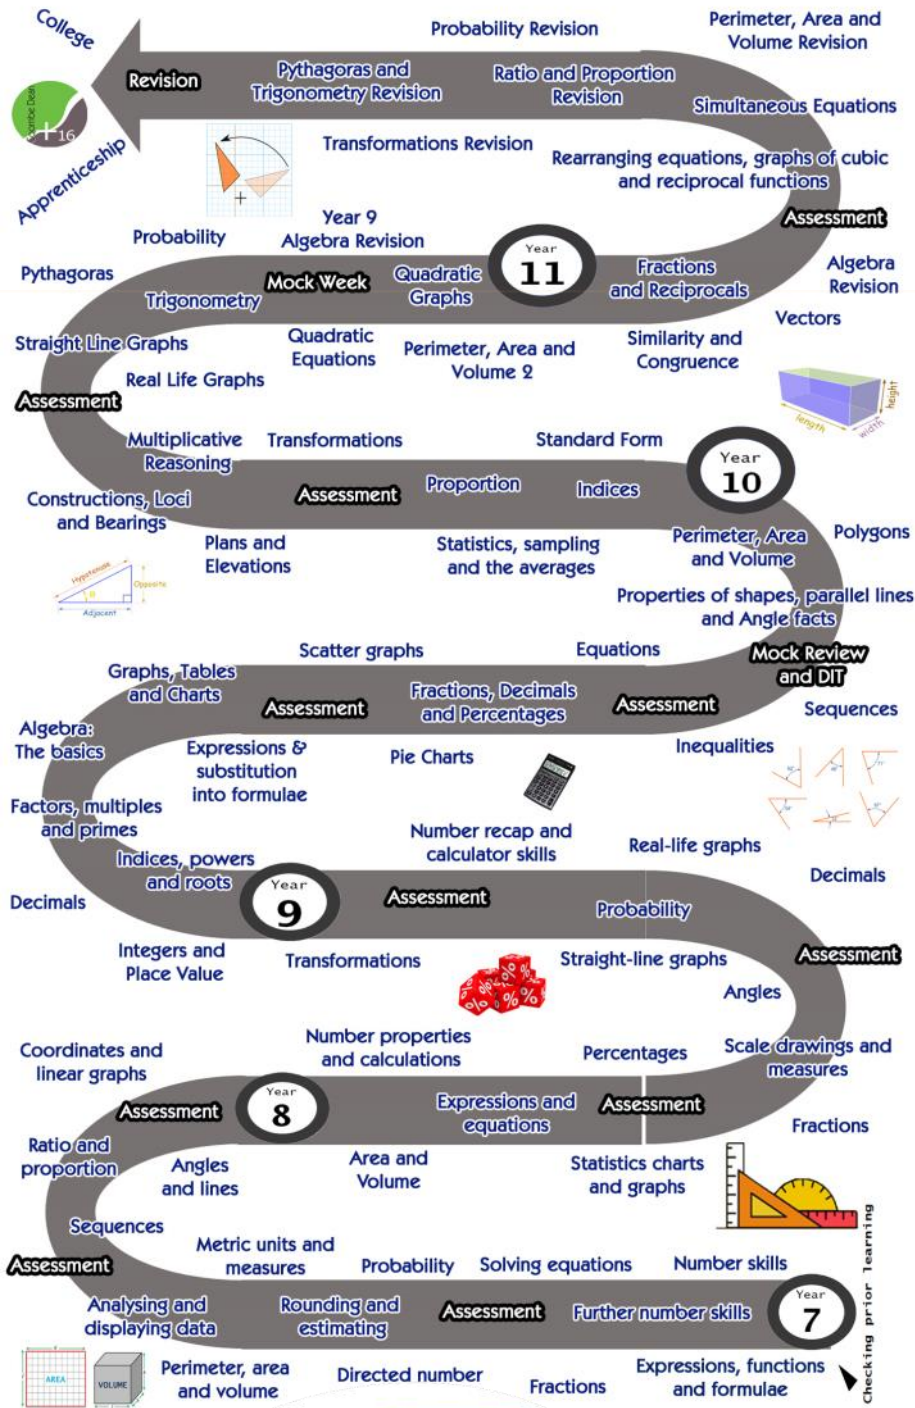 College
Probability Revision
Perimeter, Area and
Volume Revision
Revision
Pythagoras and
Trigonometry Revision
Ratio and Proportion
Revision
Simultaneous Equations
+16
Apprenticeship
Transformations Revision
Rearranging equations, graphs of cubic
and reciprocal functions
Assessment
Probability
Year 9
Algebra Revision
Year
11
Pythagoras
Mock Week
Quadratic
Graphs
Fractions
and Reciprocals
Algebra
Revision
Trigonometry
Vectors
Straight Line Graphs
Quadratic
Equations
Perimeter, Area and
Volume 2
Similarity and
Congruence
Real Life Graphs
height
length
width
Assessment
Multiplicative
Reasoning
Transformations
Standard Form
Year
10
Constructions, Loci
and Bearings
Assessment
Proportion
Indices
Plans and
Elevations
Statistics, sampling
and the averages
Perimeter, Area
and Volume
Polygons
Hypotenuse
Opposite
Adjacent
Properties of shapes, parallel lines
and Angle facts
Scatter graphs
Equations
Mock Review
and DIT
Graphs, Tables
and Charts
Assessment
Fractions, Decimals
and Percentages
Assessment
Sequences
Algebra:
The basics
Expressions &
substitution
into formulae
Pie Charts
Inequalities
Factors, multiples
and primes
Number recap and
calculator skills
Real-life graphs
Indices, powers
and roots
Year
9
Assessment
Decimals
Decimals
Probability
Integers and
Place Value
Transformations
Straight-line graphs
Assessment
% % % % %
Angles
Coordinates and
linear graphs
Number properties
and calculations
Percentages
Scale drawings and
measures
Assessment
Year
8
Expressions and
equations
Assessment
Fractions
Ratio and
proportion
Angles
and lines
Area and
Volume
Statistics charts
and graphs
Sequences
Metric units and
measures
Probability
Solving equations
Number skills
Assessment
Analysing and
displaying data
Rounding and
estimating
Assessment
Further number skills
Year
7
Checking prior learning
AREA
VOLUME
Perimeter, area
and volume
Directed number
Fractions
Expressions, functions
and formulae